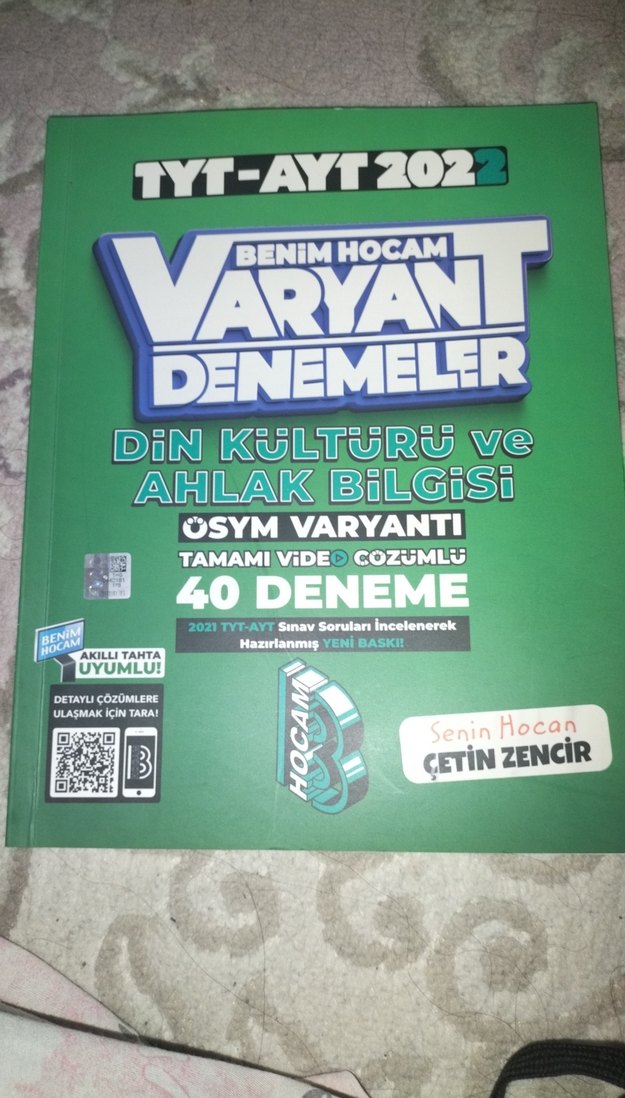 TYT-AYT 2022
BENİM HOCAM
VARYANT
DENEMELER
DİN KÜLTÜRÜ ve
AHLAK BİLGİSİ
ÖSYM VARYANTI
TAMAMI VİDEO ÇÖZÜMLÜ
40 DENEME
2021 TYT-AYT Sınav Soruları İncelenerek
Hazırlanmış YENİ BASKI!
BENİM
HOCAM
AKILLI TAHTA
UYUMLU!
DETAYLI ÇÖZÜMLERE
ULAŞMAK İÇİN TARA!
HOCAM
Senin Hocan
ÇETİN ZENCİR